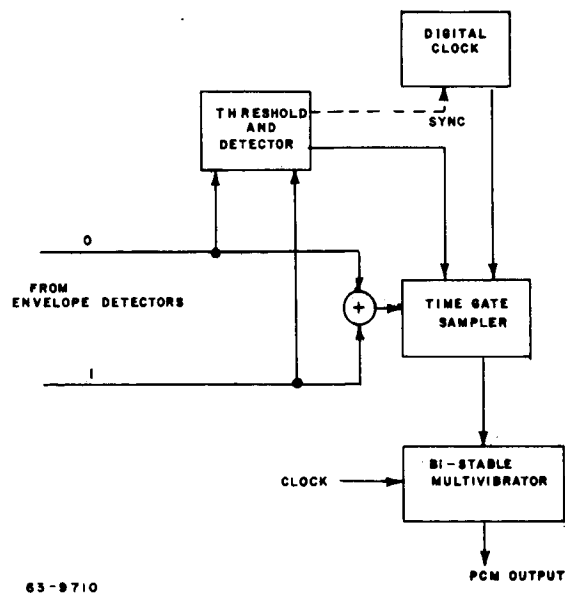 DIGITAL
CLOCK
THRESHOLD
AND
DETECTOR
SYNC
0
FROM
ENVELOPE DETECTORS
+
TIME GATE
SAMPLER
1
BI-STABLE
MULTIVIBRATOR
CLOCK
PCM OUTPUT
63-9710